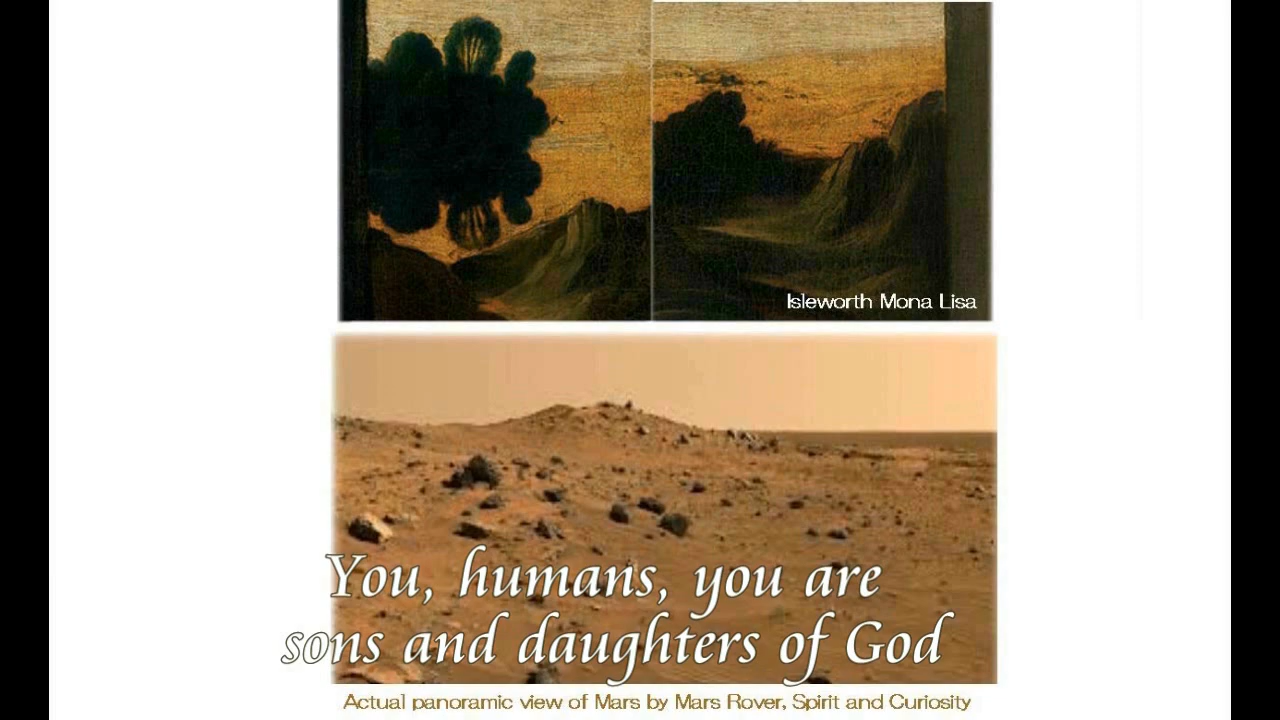 Isleworth Mona Lisa
You, humans, you are
sons and daughters of God
Actual panoramic view of Mars by Mars Rover, Spirit and Curiosity